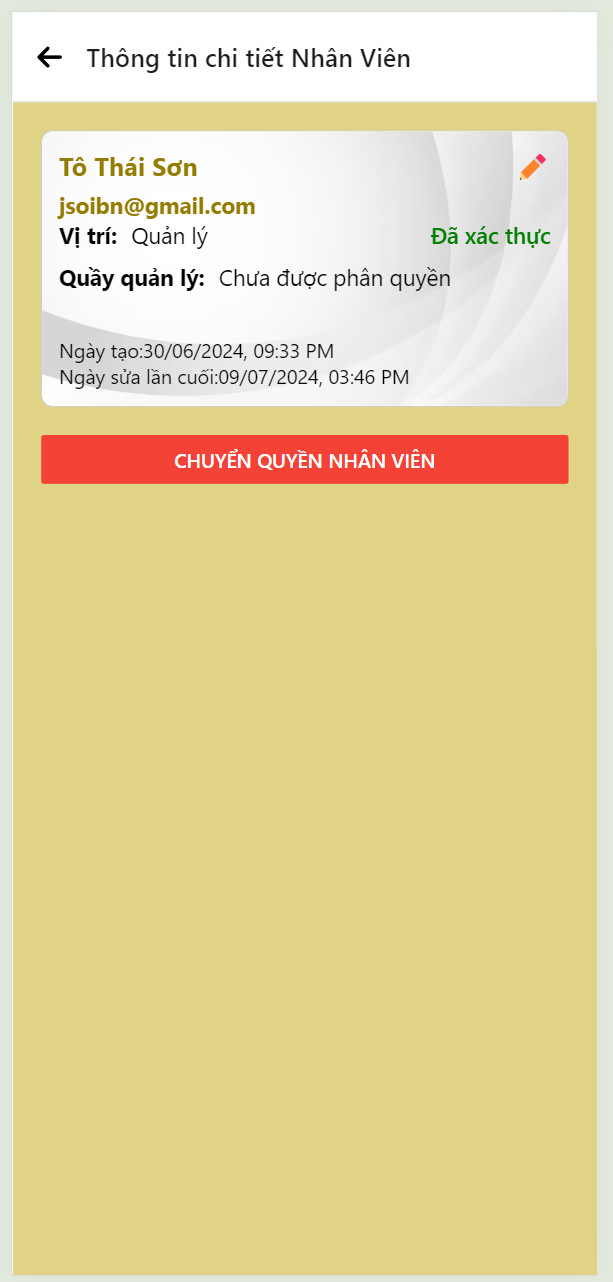 Thông tin chi tiết Nhân Viên
Tô Thái Sơn
jsoibn@gmail.com
Vị trí: Quản lý Đã xác thực
Quầy quản lý: Chưa được phân quyền
Ngày tạo:30/06/2024, 09:33 PM
Ngày sửa lần cuối:09/07/2024, 03:46 PM
CHUYỂN QUYỀN NHÂN VIÊN